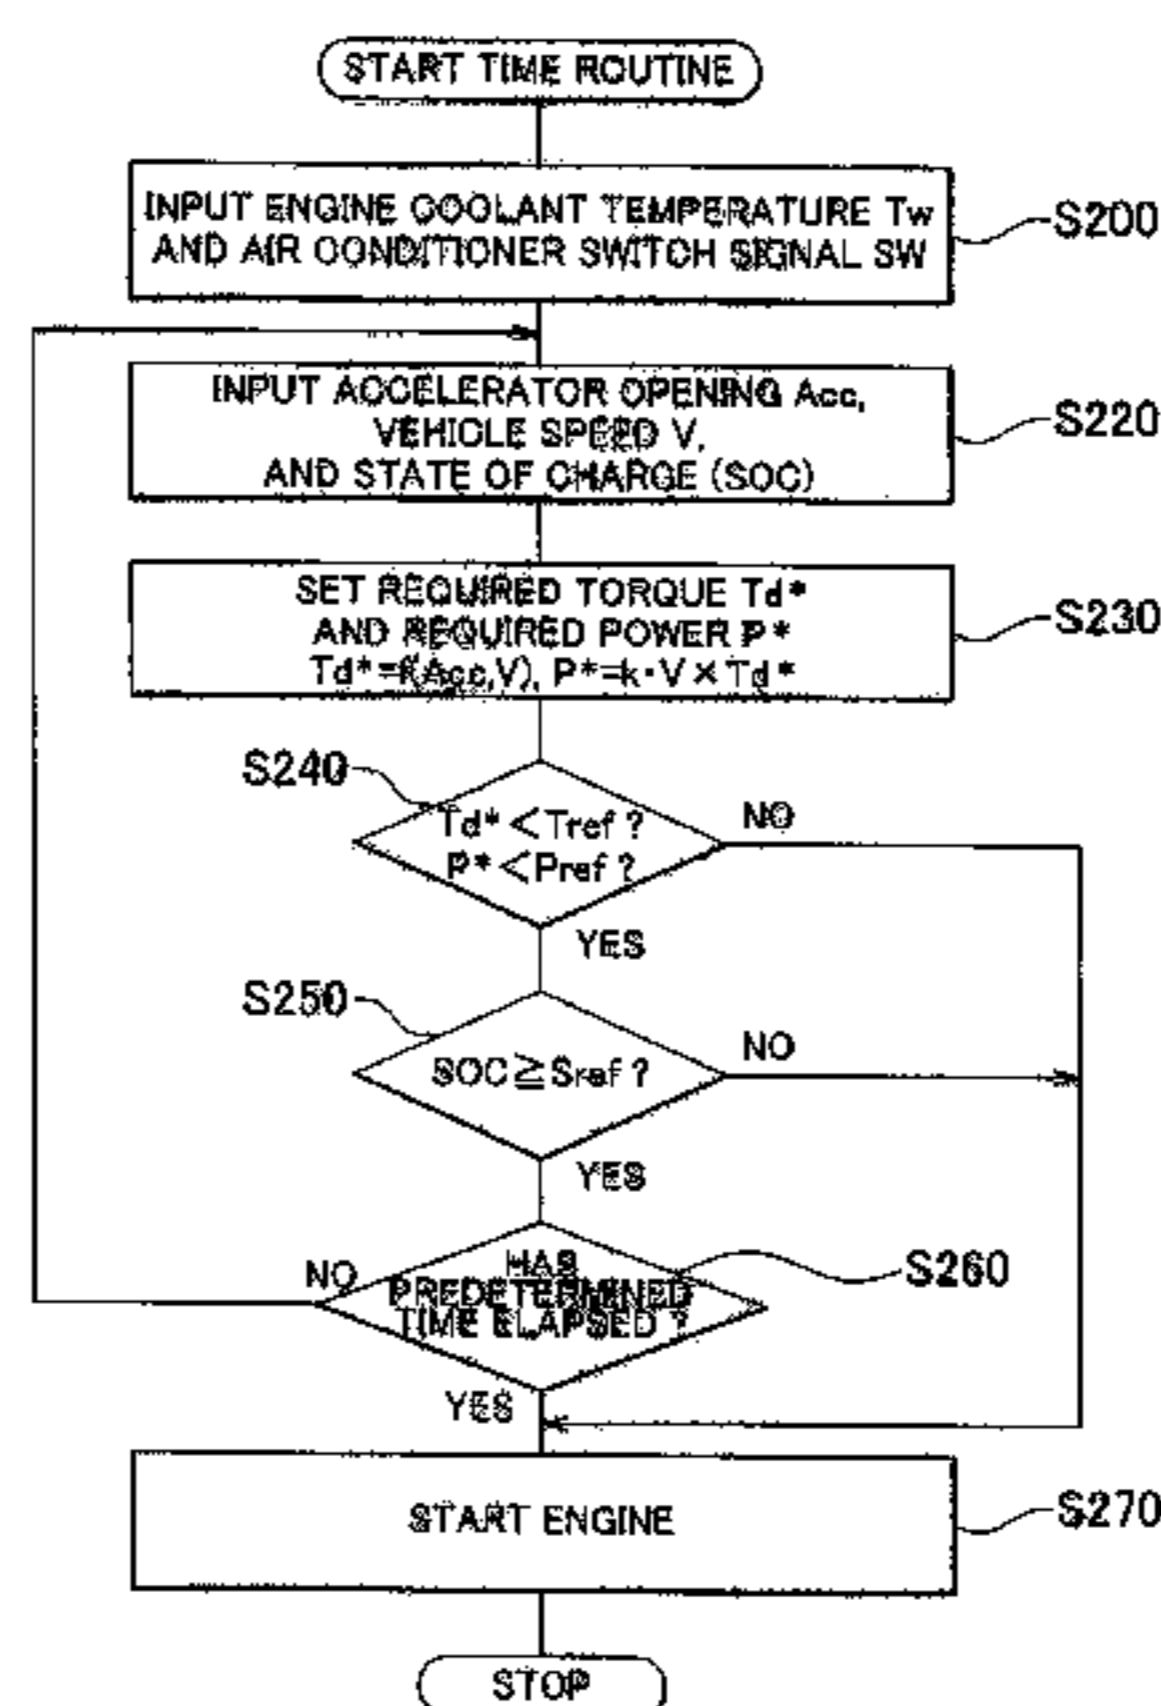 START TIME ROUTINE
INPUT ENGINE COOLANT TEMPERATURE Tw
AND AIR CONDITIONER SWITCH SIGNAL SW
S200
INPUT ACCELERATOR OPENING Acc,
VEHICLE SPEED V,
AND STATE OF CHARGE (SOC)
S220
SET REQUIRED TORQUE Td*
AND REQUIRED POWER P*
Td*=f(Acc,V), P*=k・V×Td*
S230
S240
Td*<Tref?
P*<Pref?
NO
YES
S250
SOC≧Sref?
NO
YES
NO
HAS
PREDETERMINED
TIME ELAPSED?
S260
YES
START ENGINE
S270
STOP